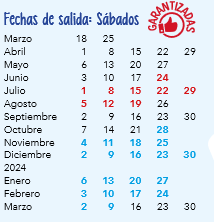 Fechas de salida: Sábados
GARANTIZADAS
Marzo 18 25
Abril 1 8 15 22 29
Mayo 6 13 20 27
Junio 3 10 17 24
Julio 1 8 15 22 29
Agosto 5 12 19 26
Septiembre 2 9 16 23 30
Octubre 7 14 21 28
Noviembre 4 11 18 25
Diciembre 2 9 16 23 30
2024
Enero 6 13 20 27
Febrero 3 10 17 24
Marzo 2 9 16 23 30